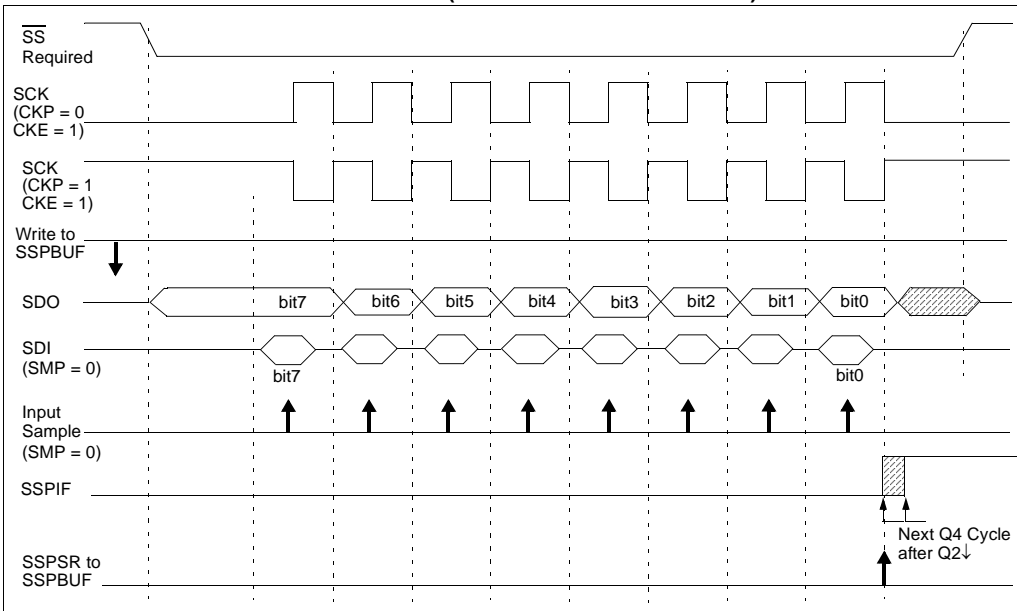 SS
Required
SCK
(CKP = 0
CKE = 1)
SCK
(CKP = 1
CKE = 1)
Write to
SSPBUF
SDO
bit7 bit6 bit5 bit4 bit3 bit2 bit1 bit0
SDI
(SMP = 0)
bit7 bit0
Input
Sample
(SMP = 0)
SSPIF
Next Q4 Cycle
after Q2↓
SSPSR to
SSPBUF